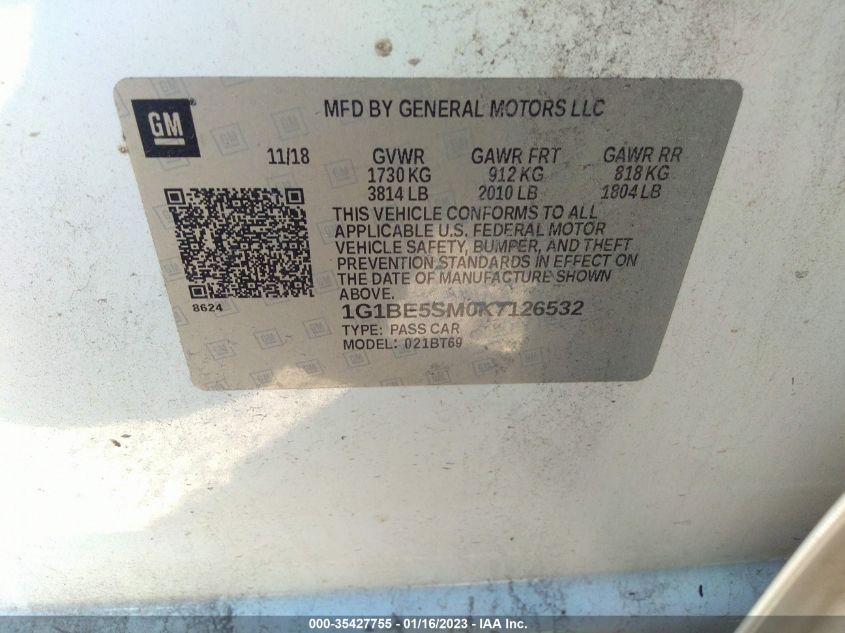 GM
MFD BY GENERAL MOTORS LLC
11/18 GVWR GAWR FRT GAWR RR
1730 KG 912 KG 818 KG
3814 LB 2010 LB 1804 LB
THIS VEHICLE CONFORMS TO ALL
APPLICABLE U.S. FEDERAL MOTOR
VEHICLE SAFETY, BUMPER, AND THEFT
PREVENTION STANDARDS IN EFFECT ON
THE DATE OF MANUFACTURE SHOWN
ABOVE.
8624
1G1BE5SM0K7126532
TYPE: PASS CAR
MODEL: 021BT69
000-35427755 - 01/16/2023 - IAA Inc.